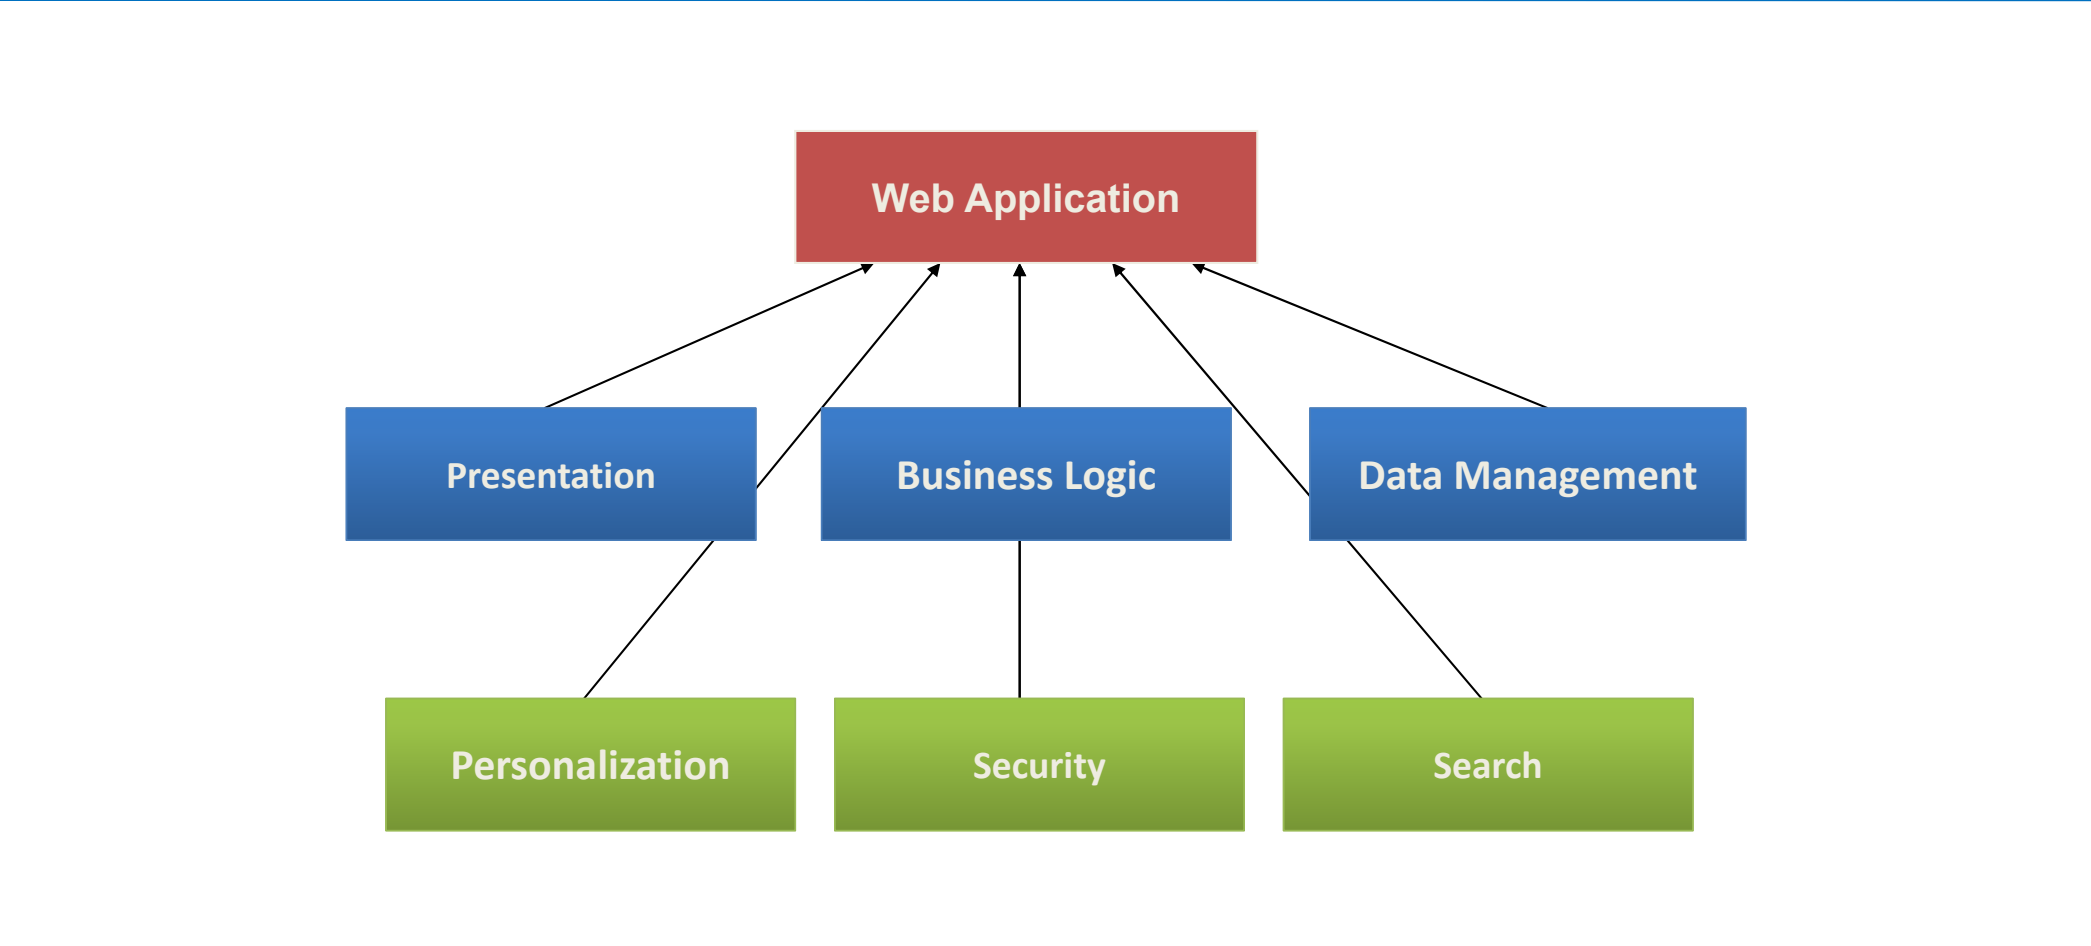 Web Application
Presentation
Business Logic
Data Management
Personalization
Security
Search